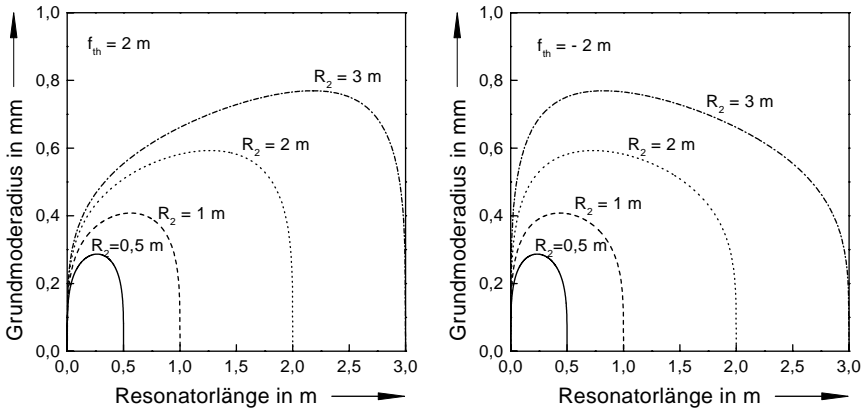 1,0
0,8
0,6
0,4
0,2
0,0
Grundmoderadius in mm
f_th = 2 m
R_2 = 3 m
R_2 = 2 m
R_2 = 1 m
R_2=0,5 m
0,0 0,5 1,0 1,5 2,0 2,5 3,0
Resonatorlänge in m
1,0
0,8
0,6
0,4
0,2
0,0
Grundmoderadius in mm
f_th = - 2 m
R_2 = 3 m
R_2 = 2 m
R_2 = 1 m
R_2=0,5 m
0,0 0,5 1,0 1,5 2,0 2,5 3,0
Resonatorlänge in m